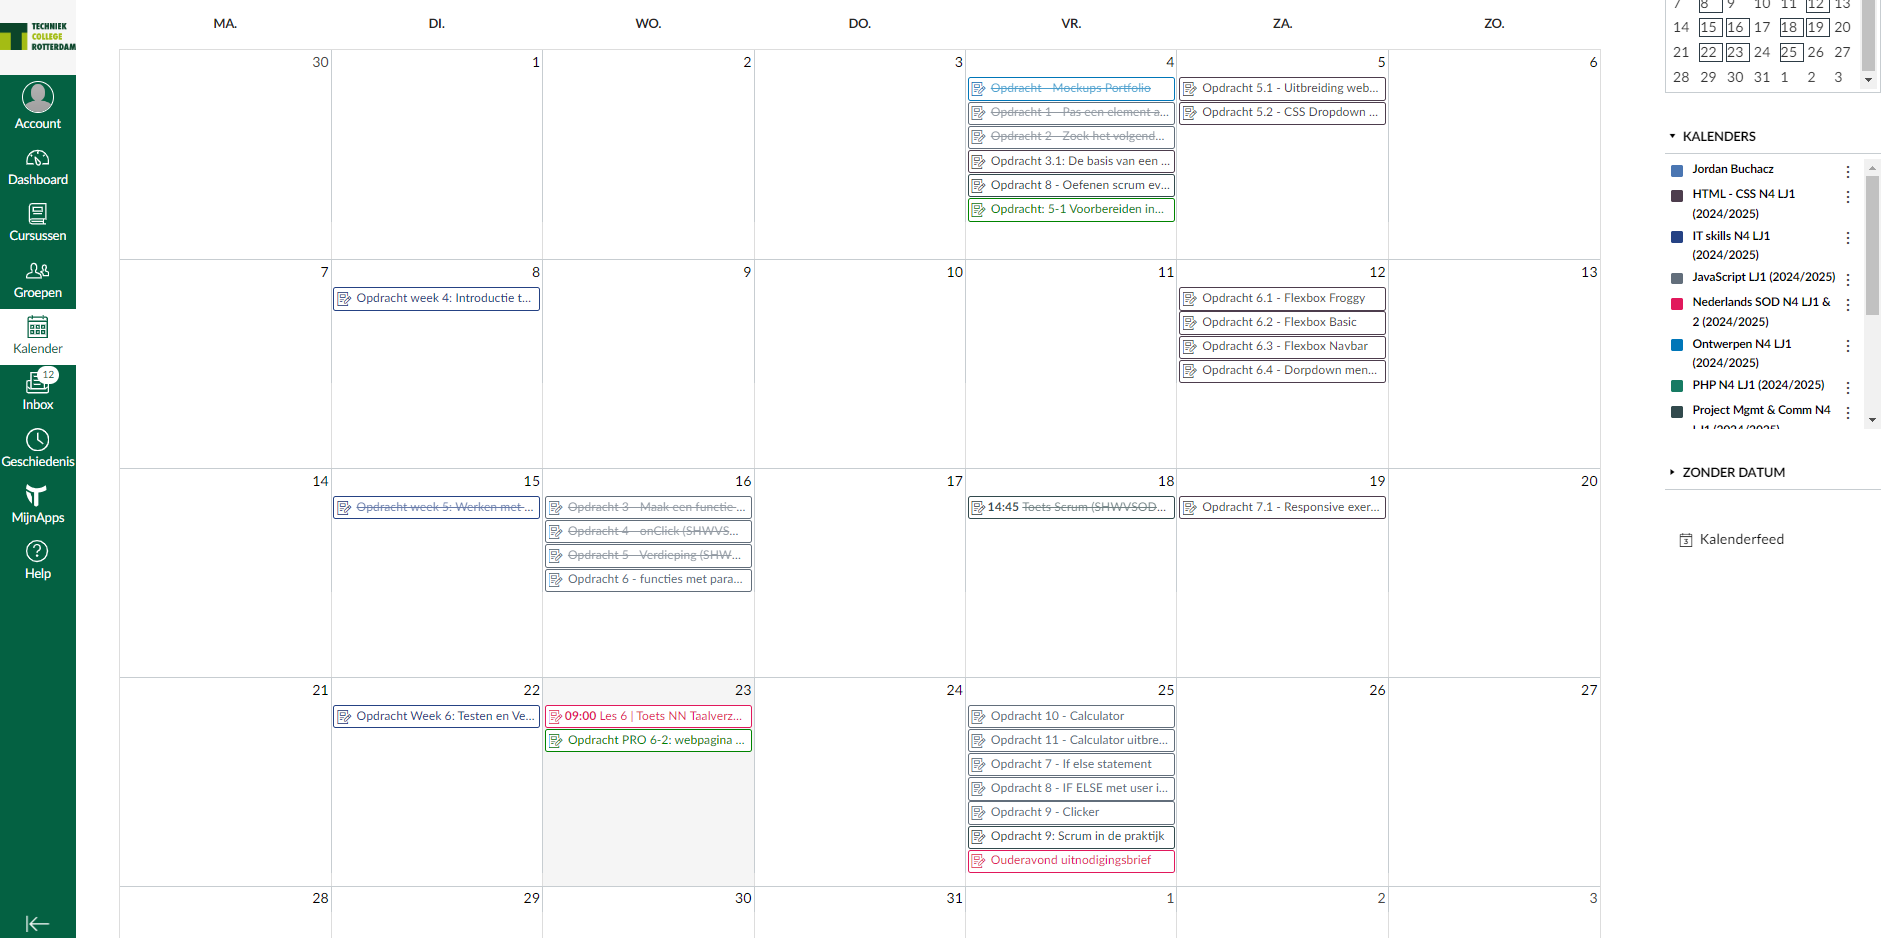 TECHNIEK
COLLEGE
ROTTERDAM
Account
Dashboard
Cursussen
Groepen
Kalender
12
Inbox
Geschiedenis
MijnApps
Help
MA. DI. WO. DO. VR. ZA. ZO.
30 1 2 3 4 5 6
Opdracht - Mockups Portfolio
Opdracht 1 - Pas een element a...
Opdracht 2 - Zoek het volgend...
Opdracht 3.1: De basis van een ...
Opdracht 8 - Oefenen scrum ev...
Opdracht: 5-1 Voorbereiden in...
Opdracht 5.1 - Uitbreiding web...
Opdracht 5.2 - CSS Dropdown ...
7 8 9 10 11 12 13
Opdracht week 4: Introductie t...
Opdracht 6.1 - Flexbox Froggy
Opdracht 6.2 - Flexbox Basic
Opdracht 6.3 - Flexbox Navbar
Opdracht 6.4 - Dorpdown men...
14 15 16 17 18 19 20
Opdracht week 5: Werken met ...
Opdracht 3 - Maak een functie ...
Opdracht 4 - onClick (SHWVS...
Opdracht 5 - Verdieping (SHW...
Opdracht 6 - functies met para...
14:45 Toets Scrum (SHWVSOD...
Opdracht 7.1 - Responsive exer...
21 22 23 24 25 26 27
Opdracht Week 6: Testen en Ve...
09:00 Les 6 | Toets NN Taalverz...
Opdracht PRO 6-2: webpagina ...
Opdracht 10 - Calculator
Opdracht 11 - Calculator uitbre...
Opdracht 7 - If else statement
Opdracht 8 - IF ELSE met user i...
Opdracht 9 - Clicker
Opdracht 9: Scrum in de praktijk
Ouderavond uitnodigingsbrief
28 29 30 31 1 2 3
7 8 9 10 11 12 13
14 15 16 17 18 19 20
21 22 23 24 25 26 27
28 29 30 31 1 2 3
KALENDERS
Jordan Buchacz
HTML - CSS N4 LJ1
(2024/2025)
IT skills N4 LJ1
(2024/2025)
JavaScript LJ1 (2024/2025)
Nederlands SOD N4 LJ1 &
2 (2024/2025)
Ontwerpen N4 LJ1
(2024/2025)
PHP N4 LJ1 (2024/2025)
Project Mgmt & Comm N4
LJ1 (2024/2025)
ZONDER DATUM
Kalenderfeed